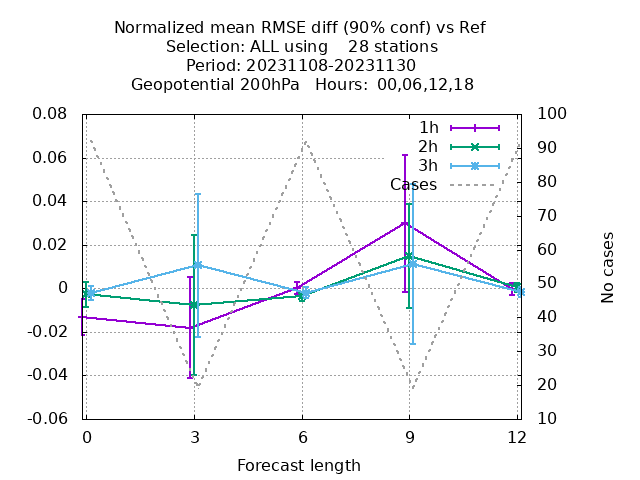 Normalized mean RMSE diff (90% conf) vs Ref
Selection: ALL using    28 stations
Period: 20231108-20231130
Geopotential 200hPa   Hours: 00,06,12,18
0.08
0.06
0.04
0.02
0
-0.02
-0.04
-0.06
100
90
80
70
60
50
40
30
20
10
1h
2h
3h
Cases
No cases
0
3
6
9
12
Forecast length